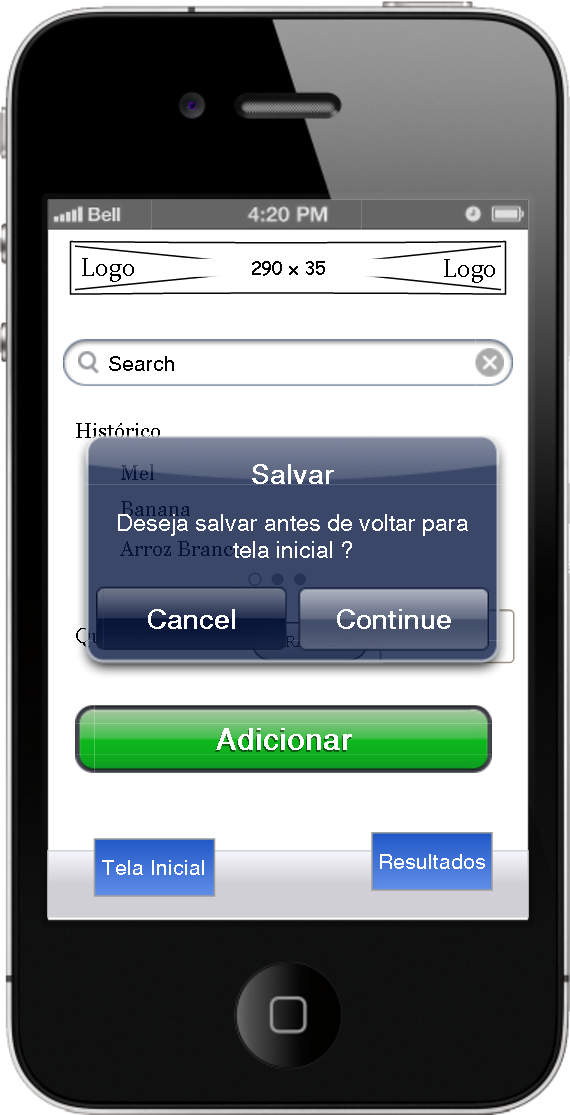 Bell 4:20 PM
Logo 290 x 35 Logo
Search
Histórico
Mel
Salvar
Banana
Deseja salvar antes de voltar para
tela inicial ?
Arroz Branc
Cancel Continue
Adicionar
Tela Inicial Resultados